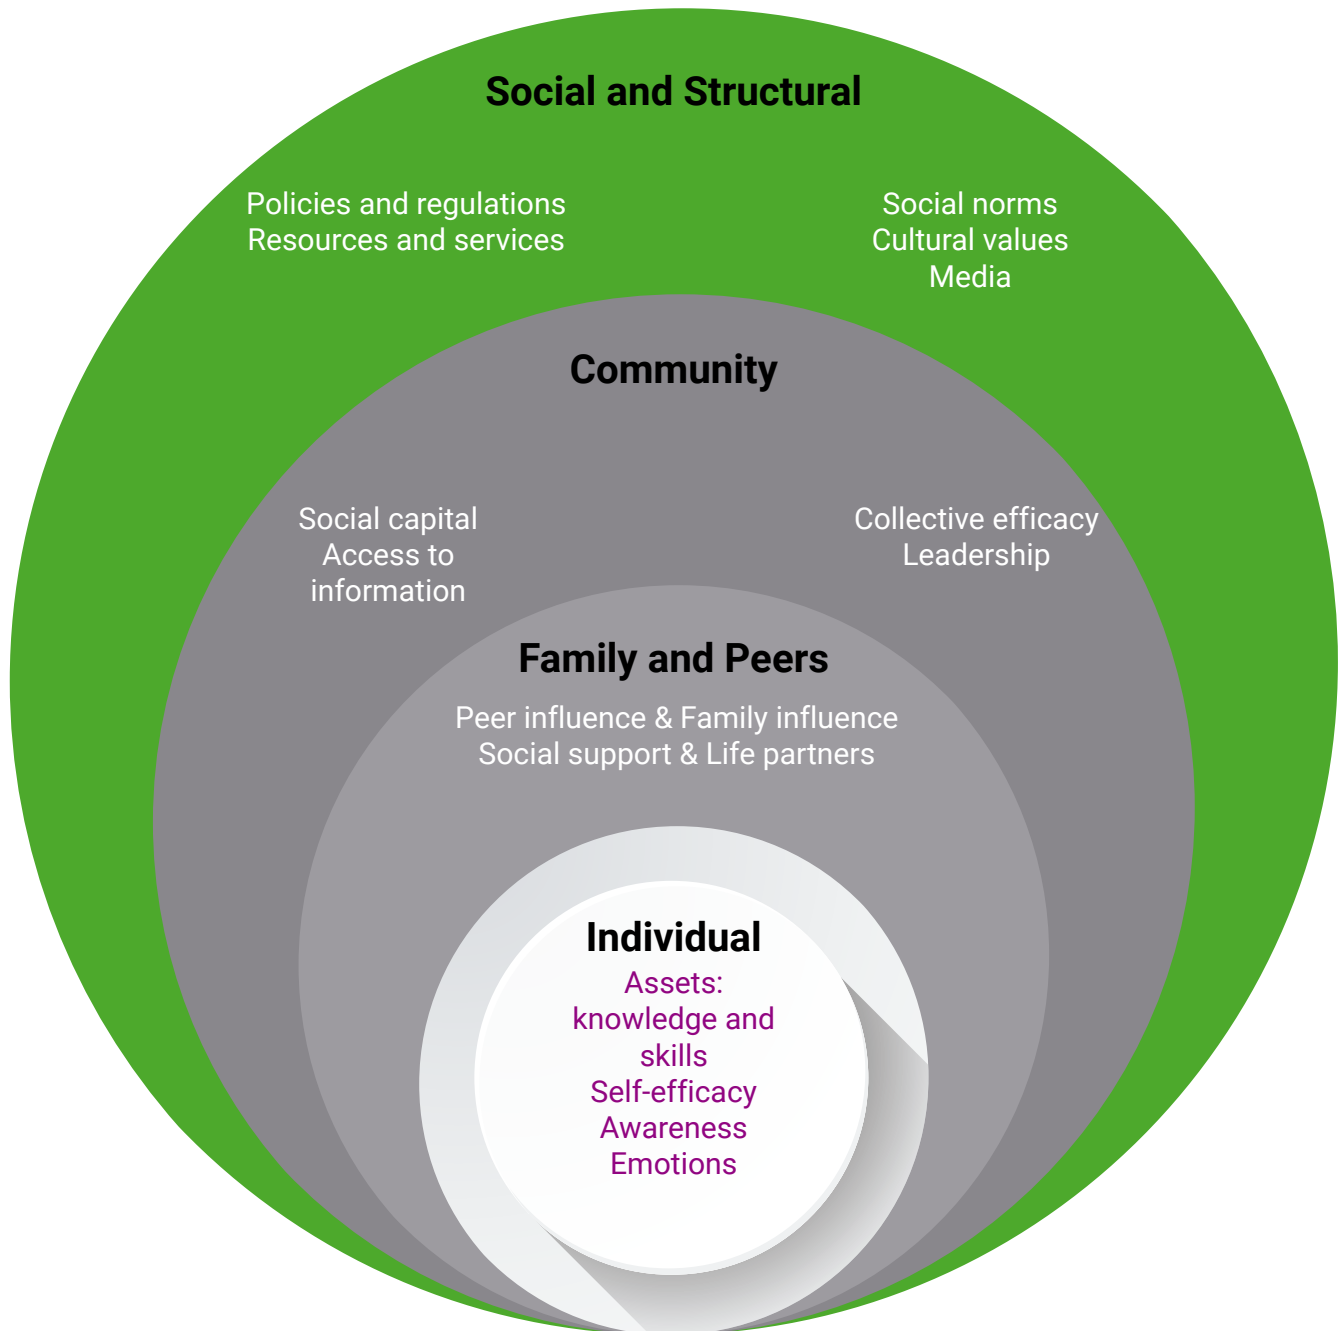 Social and Structural
Policies and regulations
Resources and services
Social norms
Cultural values
Media
Community
Social capital
Access to
information
Collective efficacy
Leadership
Family and Peers
Peer influence & Family influence
Social support & Life partners
Individual
Assets:
knowledge and
skills
Self-efficacy
Awareness
Emotions